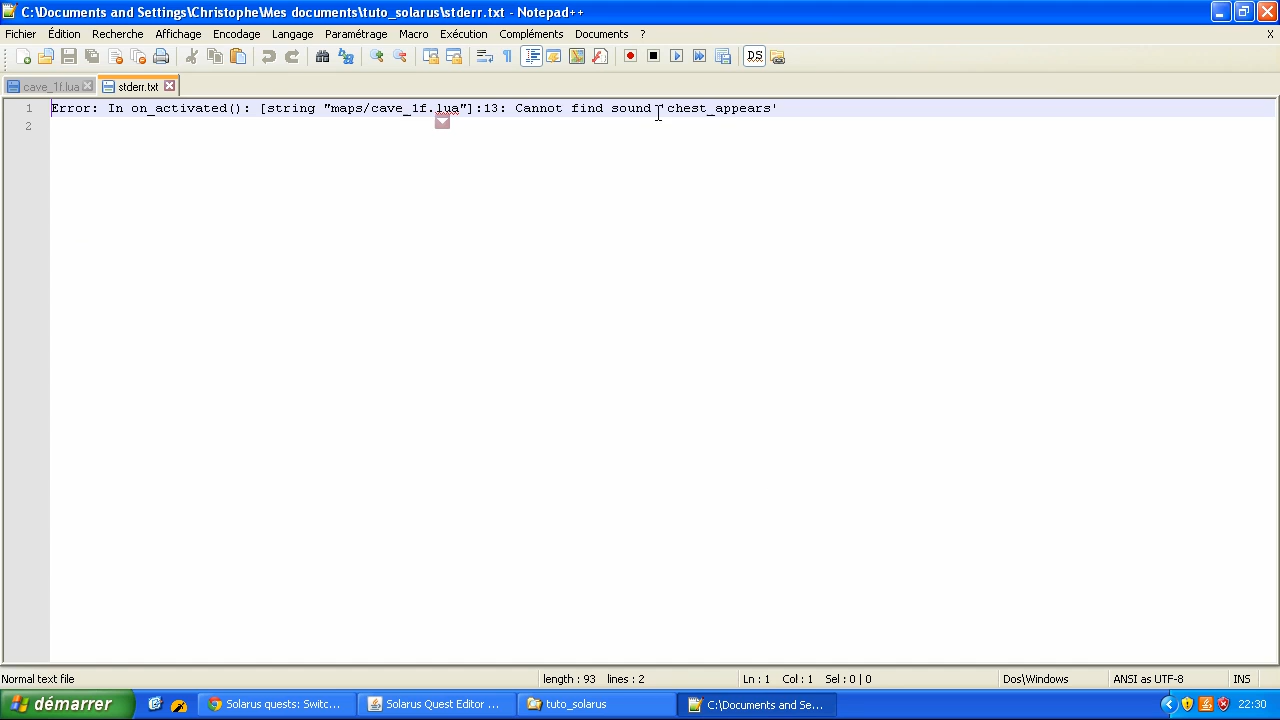 C:\Documents and Settings\Christophe\Mes documents\tuto_solarus\stderr.txt - Notepad++
Fichier Édition Recherche Affichage Encodage Langage Paramétrage Macro Exécution Compléments Documents ? X
cave_1f.lua stderr.txt
1 Error: In on_activated(): [string "maps/cave_1f.lua"]:13: Cannot find sound 'chest_appears'
2
Normal text file length : 93 lines : 2 Ln : 1 Col : 1 Sel : 0 | 0 Dos\Windows ANSI as UTF-8 INS
démarrer Solarus quests: Switc... Solarus Quest Editor ... tuto_solarus C:\Documents and Se... 22:30